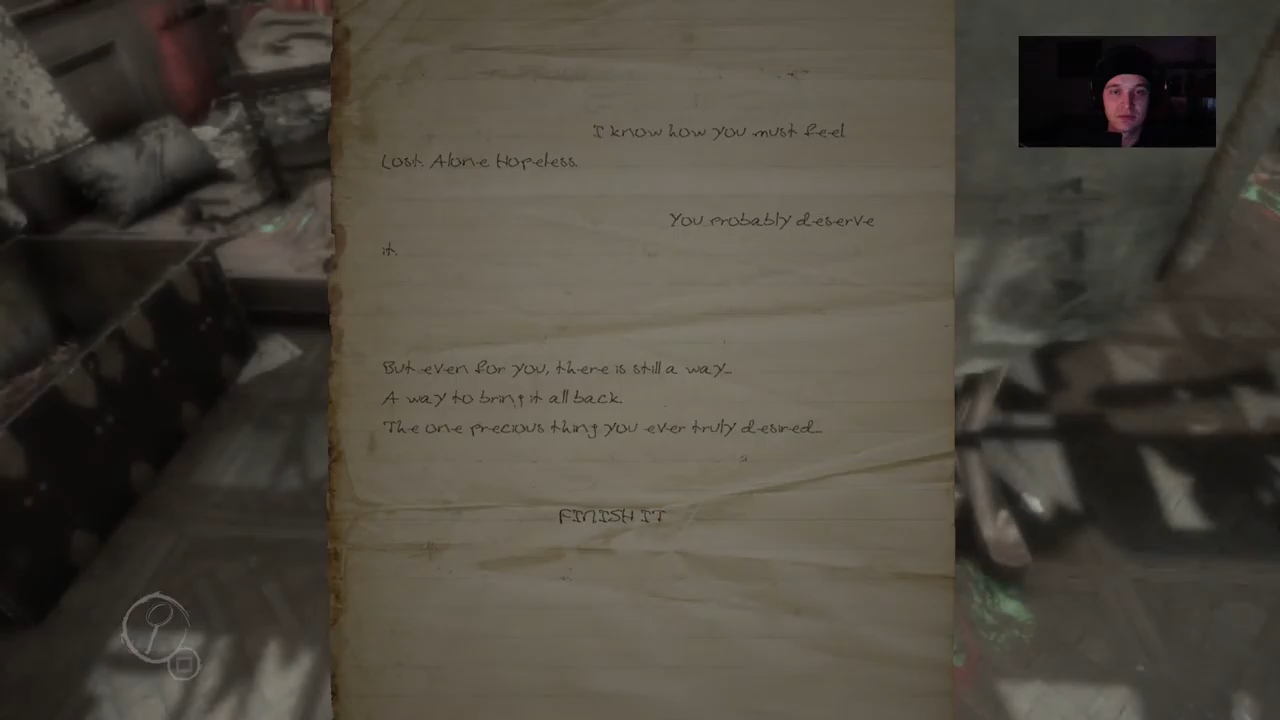 I know how you must feel
Lost. Alone. Hopeless.
You probably deserve
it.
But even for you, there is still a way...
A way to bring it all back.
The one precious thing you ever truly desired...
FINISH IT